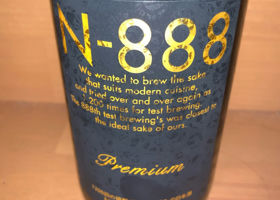 N-888
We wanted to brew the sake
that suits modern cuisine,
and tried over and over again as
1,200 times for test brewing.
The 888th test brewing's was closest to
the ideal sake of ours.
Premium